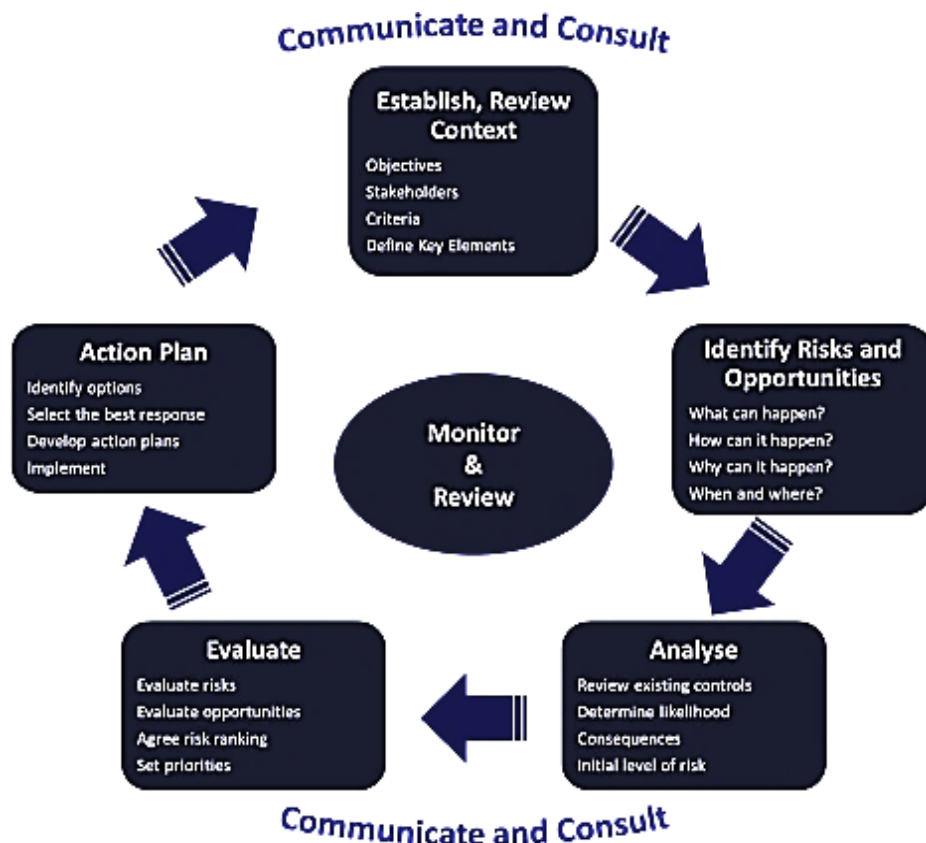 Communicate and Consult
Establish, Review
Context
Objectives
Stakeholders
Criteria
Define Key Elements
Identify Risks and
Opportunities
What can happen?
How can it happen?
Why can it happen?
When and where?
Analyse
Review existing controls
Determine likelihood
Consequences
Initial level of risk
Evaluate
Evaluate risks
Evaluate opportunities
Agree risk ranking
Set priorities
Action Plan
Identify options
Select the best response
Develop action plans
Implement
Monitor
&
Review
Communicate and Consult